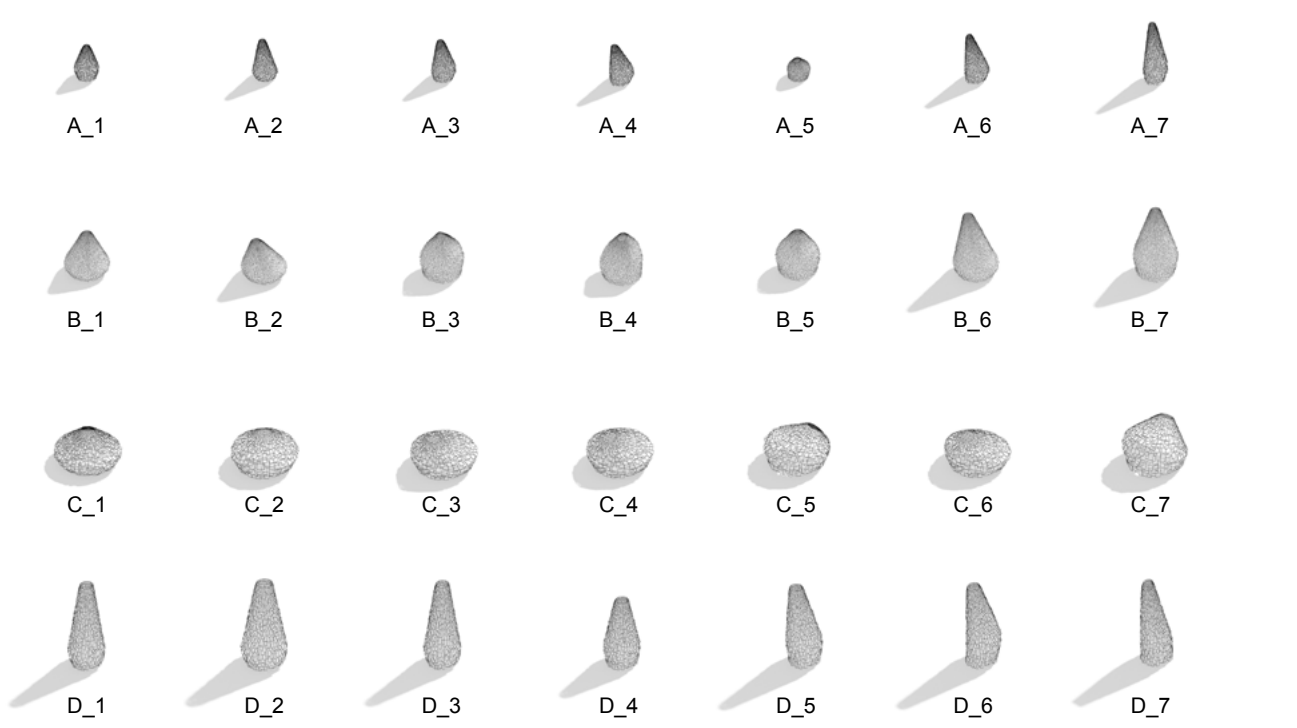 A_1 A_2 A_3 A_4 A_5 A_6 A_7
B_1 B_2 B_3 B_4 B_5 B_6 B_7
C_1 C_2 C_3 C_4 C_5 C_6 C_7
D_1 D_2 D_3 D_4 D_5 D_6 D_7